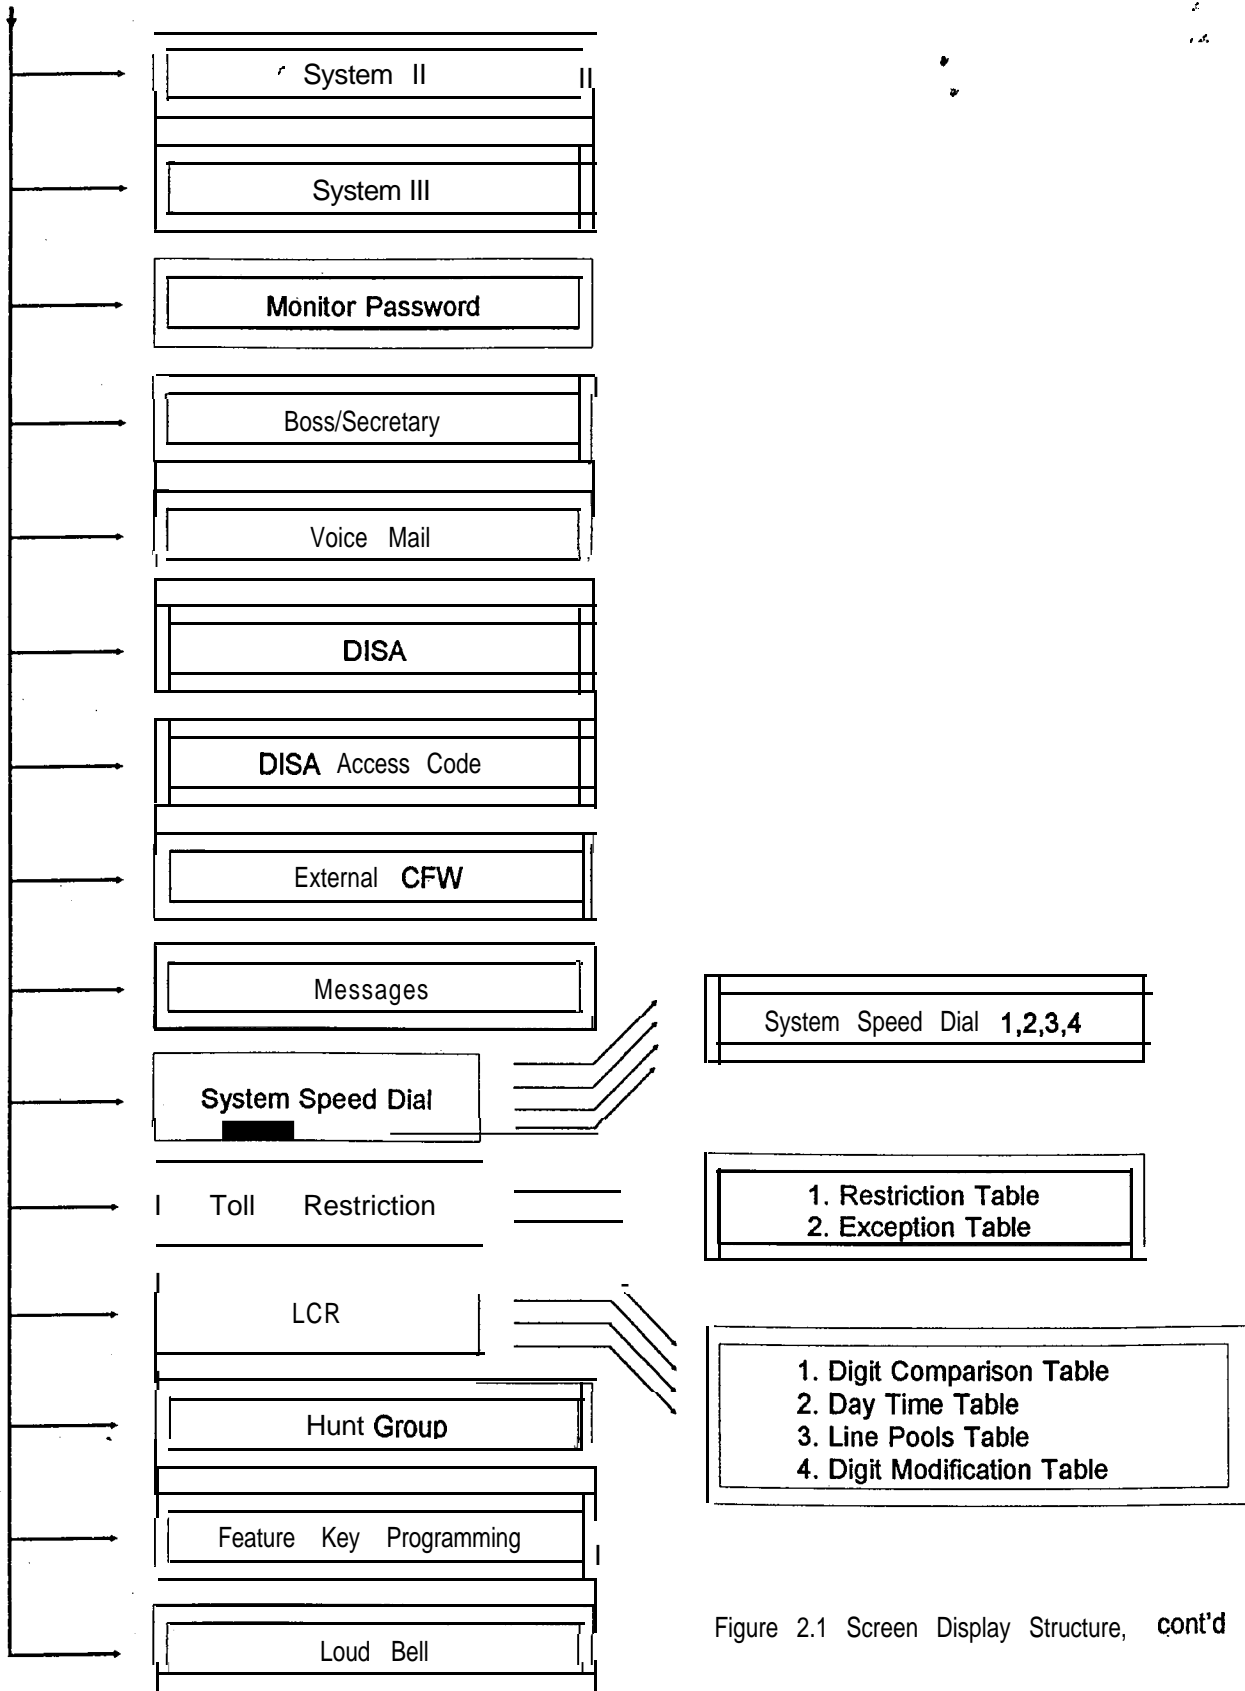 System II
System III
Monitor Password
Boss/Secretary
Voice Mail
DISA
DISA Access Code
External CFW
Messages
System Speed Dial
System Speed Dial 1,2,3,4
Toll Restriction
1. Restriction Table
2. Exception Table
LCR
1. Digit Comparison Table
2. Day Time Table
3. Line Pools Table
4. Digit Modification Table
Hunt Group
Feature Key Programming
Loud Bell
Figure 2.1 Screen Display Structure, cont'd